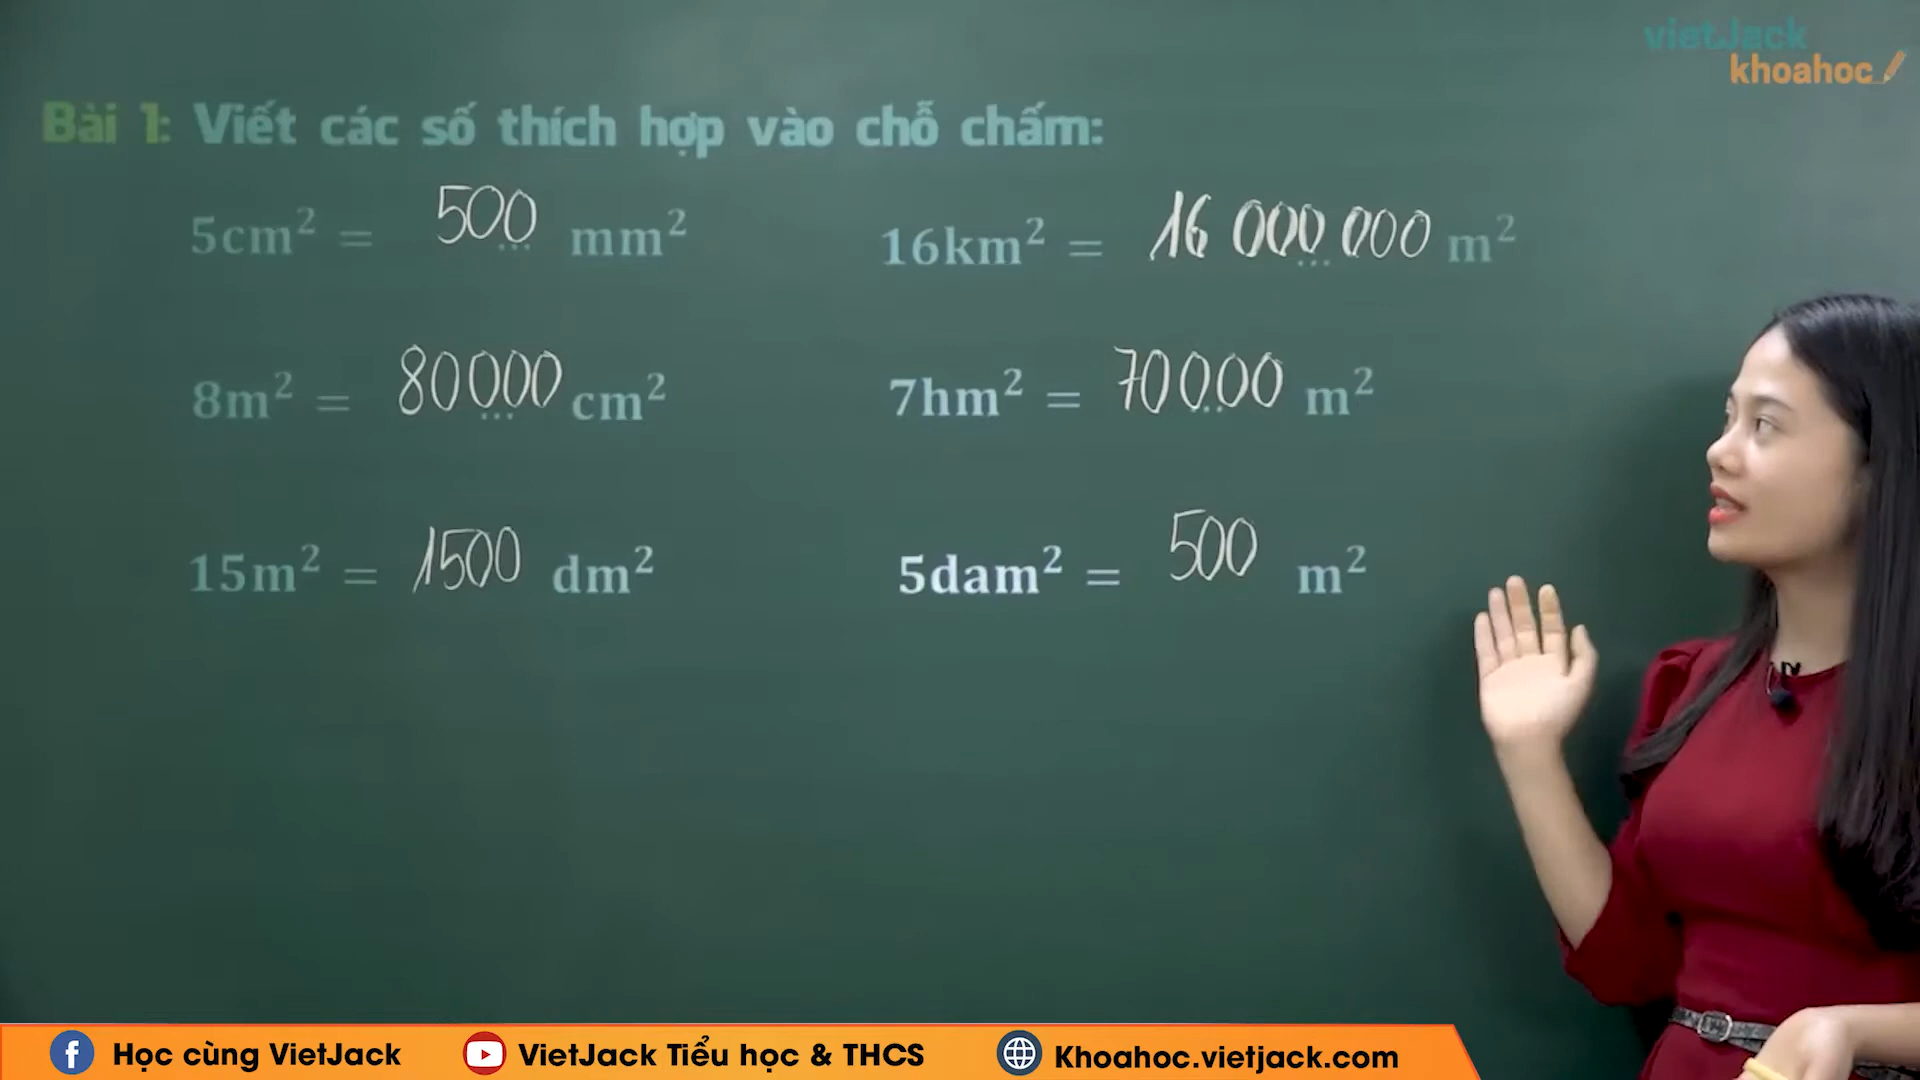 vietJack
khoahoc
Bài 1: Viết các số thích hợp vào chỗ chấm:
5cm² = 500 mm²
16km² = 16 000 000 m²
8m² = 80000 cm²
7hm² = 70000 m²
15m² = 1500 dm²
5dam² = 500 m²
Học cùng VietJack
VietJack Tiểu học & THCS
Khoahoc.vietjack.com